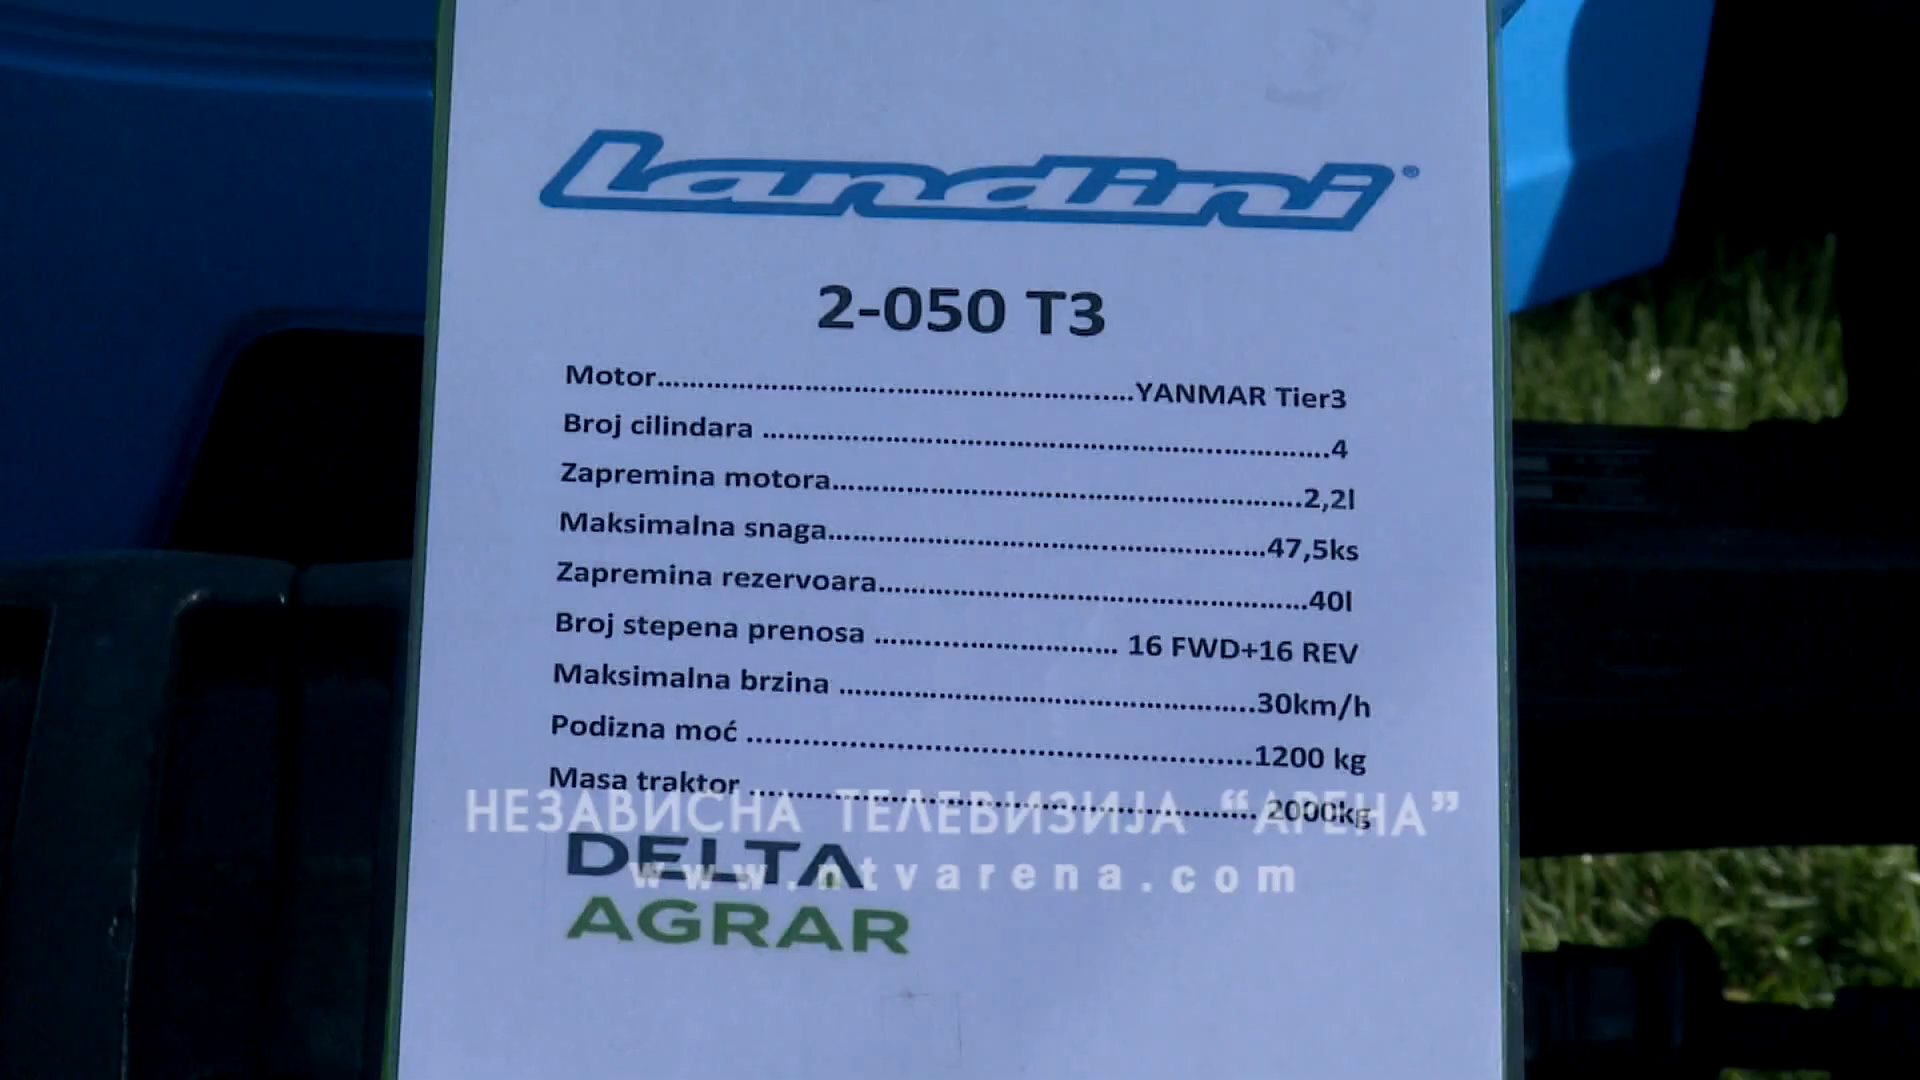 Landini®
2-050 T3
Motor..........................................................YANMAR Tier3
Broj cilindara .....................................................................4
Zapremina motora.........................................................2,2l
Maksimalna snaga.....................................................47,5ks
Zapremina rezervoara....................................................40l
Broj stepena prenosa .............................. 16 FWD+16 REV
Maksimalna brzina ...................................................30km/h
Podizna moć .............................................................1200 kg
Masa traktor .............................................................. 2000kg
НЕЗАВИСНА ТЕЛЕВИЗИЈА “АРЕНА”
DELTA
www.ntvarena.com
AGRAR